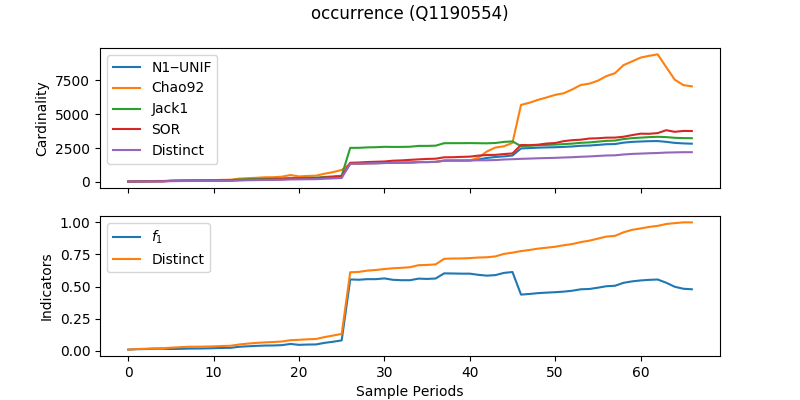 occurrence (Q1190554)
Cardinality
7500
5000
2500
0
N1−UNIF
Chao92
Jack1
SOR
Distinct
Indicators
1.00
0.75
0.50
0.25
0.00
f1
Distinct
0 10 20 30 40 50 60
Sample Periods